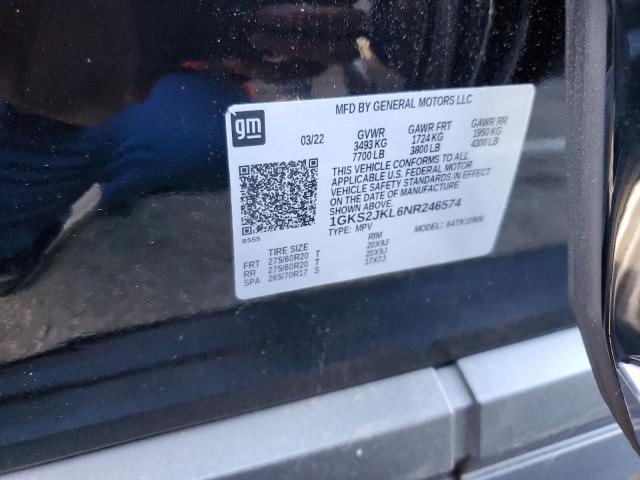 gm
MFD BY GENERAL MOTORS LLC
03/22
GVWR GAWR FRT GAWR RR
3493 KG 1724 KG 1950 KG
7700 LB 3800 LB 4300 LB
THIS VEHICLE CONFORMS TO ALL
APPLICABLE U.S. FEDERAL MOTOR
VEHICLE SAFETY STANDARDS IN EFFECT
ON THE DATE OF MANUFACTURE
SHOWN ABOVE.
1GKS2JKL6NR246574
TYPE: MPV MODEL: 64TK10906
8555
TIRE SIZE RIM
FRT 275/60R20 T 20X9J
RR 275/60R20 T 20X9J
SPA 265/70R17 S 17X7J